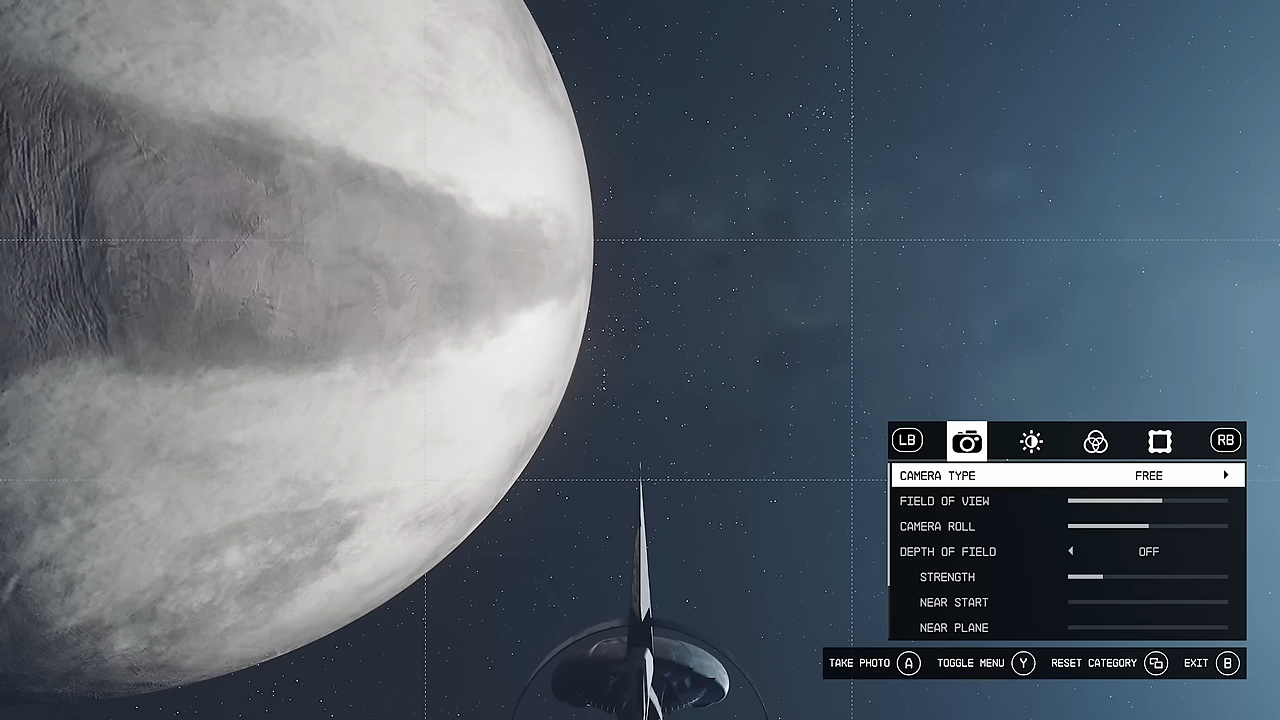 LB RB
CAMERA TYPE FREE
FIELD OF VIEW
CAMERA ROLL
DEPTH OF FIELD OFF
STRENGTH
NEAR START
NEAR PLANE
TAKE PHOTO A TOGGLE MENU Y RESET CATEGORY EXIT B